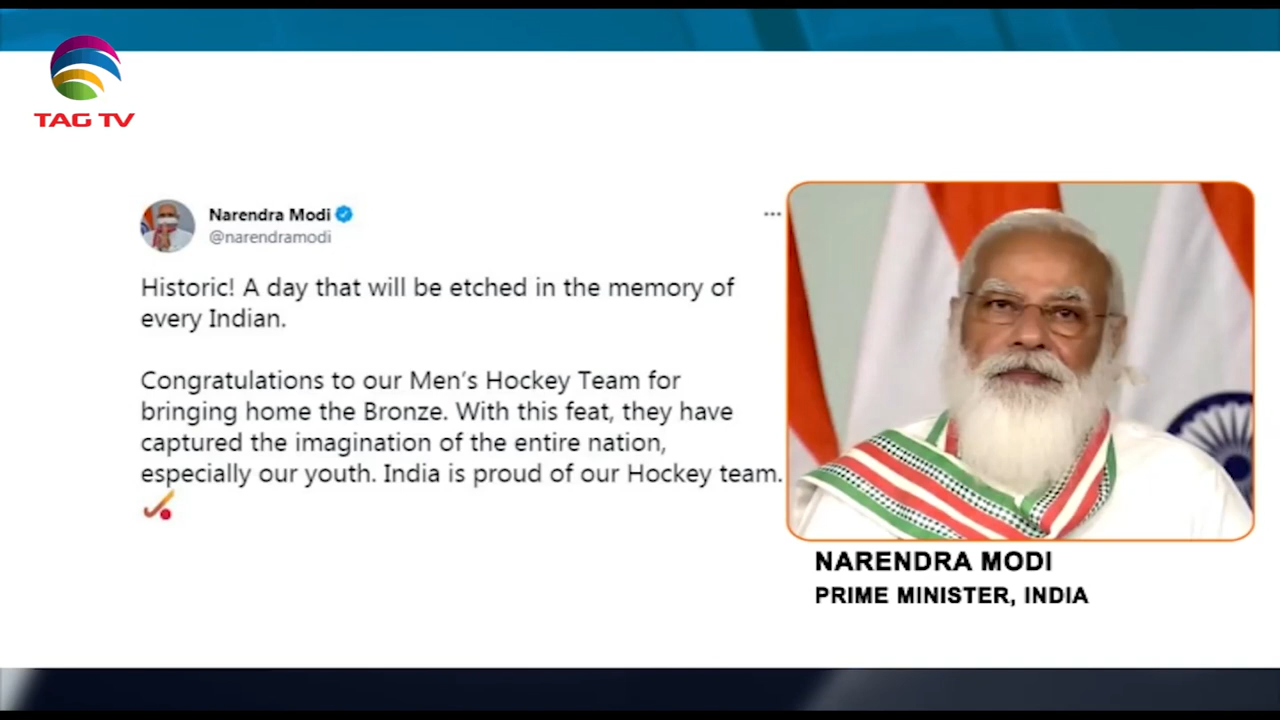 TAG TV
Narendra Modi
@narendramodi
Historic! A day that will be etched in the memory of
every Indian.
Congratulations to our Men's Hockey Team for
bringing home the Bronze. With this feat, they have
captured the imagination of the entire nation,
especially our youth. India is proud of our Hockey team.
NARENDRA MODI
PRIME MINISTER, INDIA